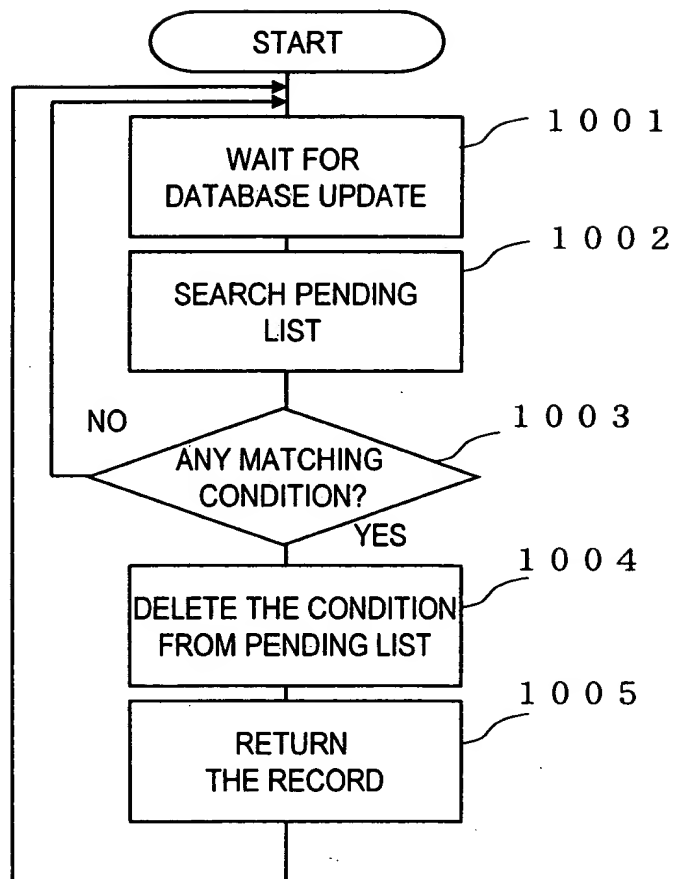 START
1001
WAIT FOR
DATABASE UPDATE
1002
SEARCH PENDING
LIST
NO
1003
ANY MATCHING
CONDITION?
YES
1004
DELETE THE CONDITION
FROM PENDING LIST
1005
RETURN
THE RECORD